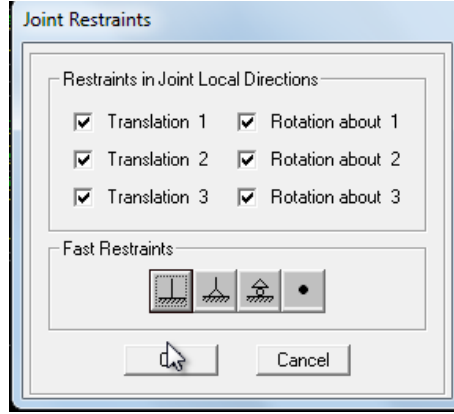 Joint Restraints
Restraints in Joint Local Directions
Translation 1 Rotation about 1
Translation 2 Rotation about 2
Translation 3 Rotation about 3
Fast Restraints
Cancel